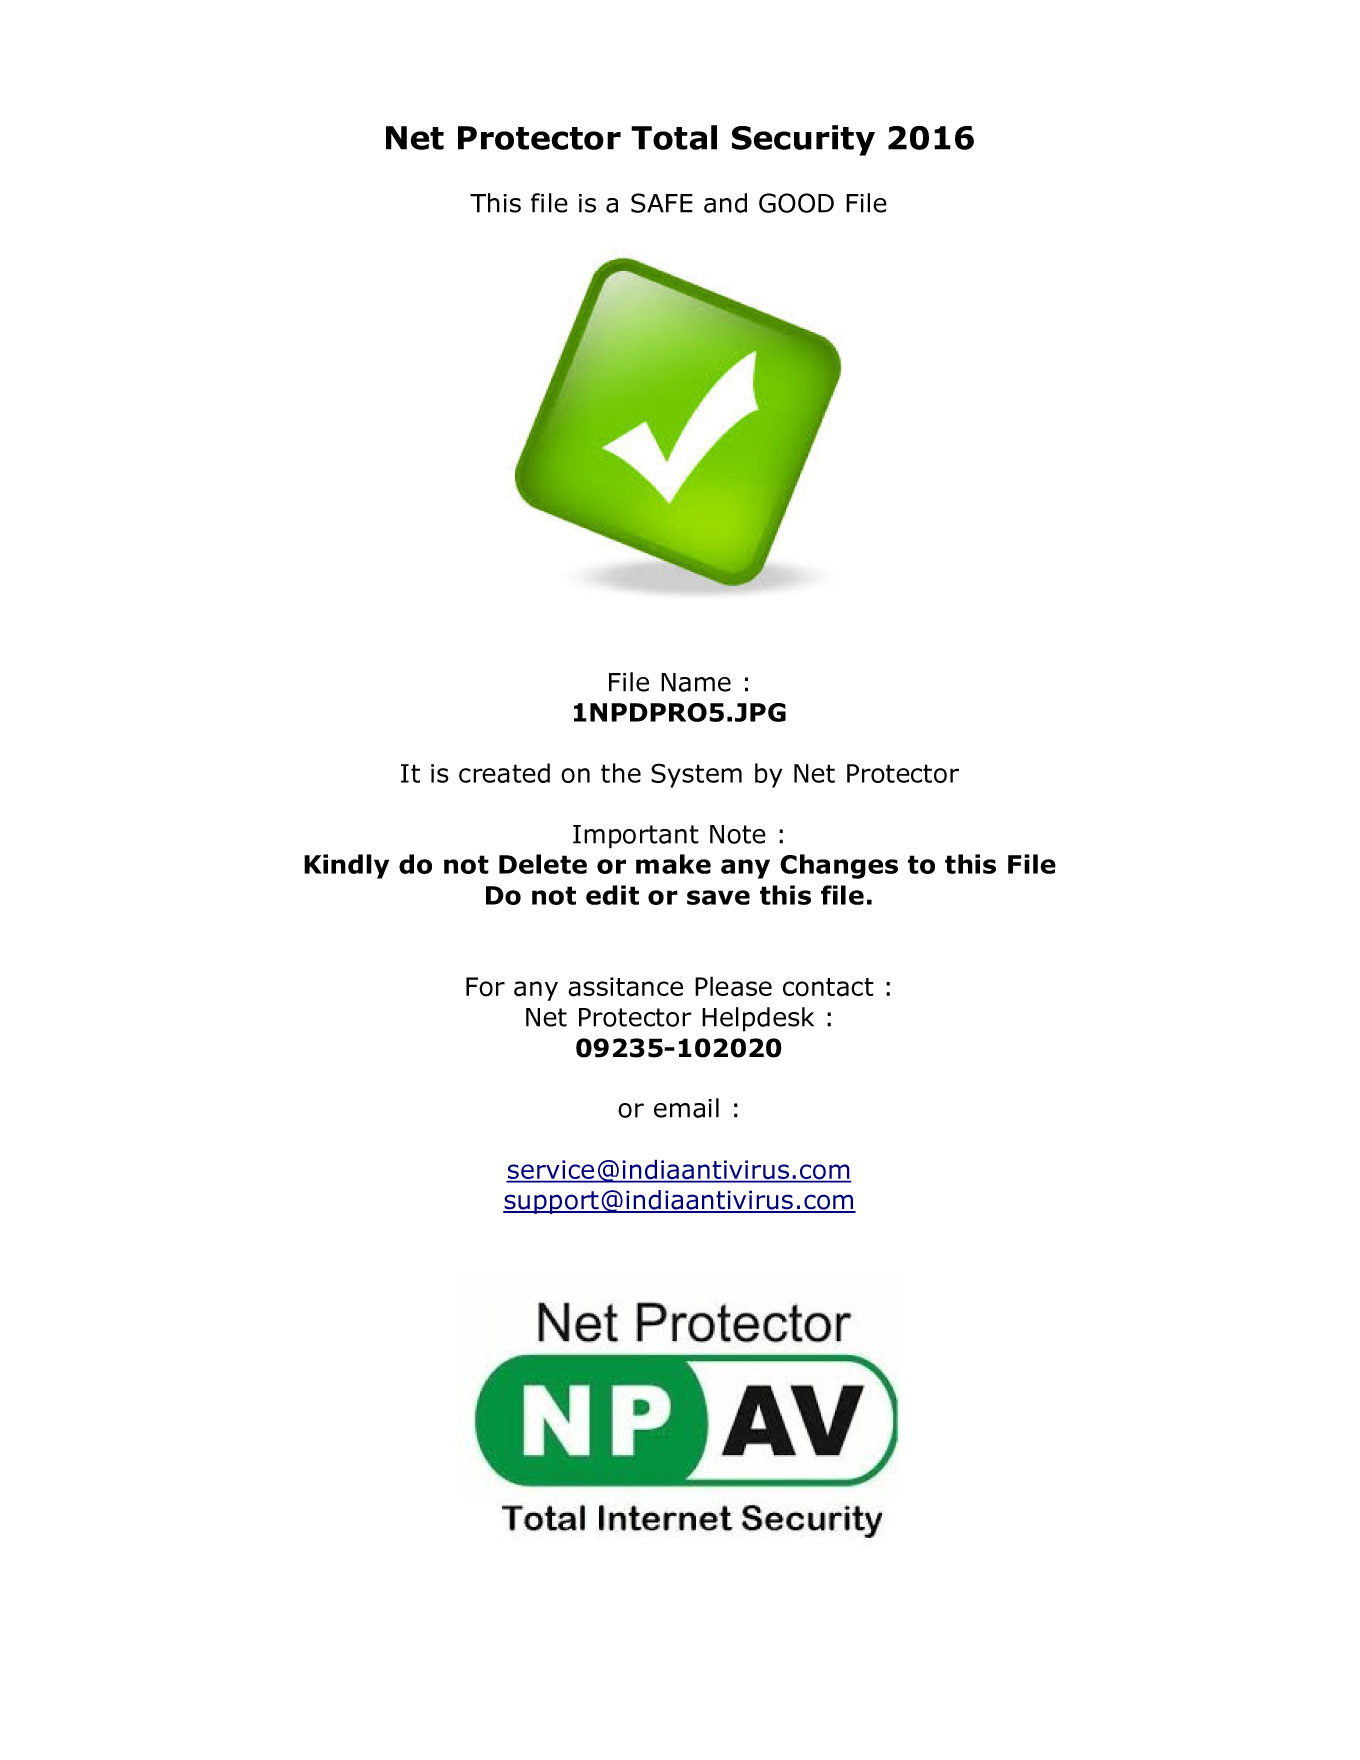 Net Protector Total Security 2016
This file is a SAFE and GOOD File
File Name :
1NPDPRO5.JPG
It is created on the System by Net Protector
Important Note :
Kindly do not Delete or make any Changes to this File
Do not edit or save this file.
For any assitance Please contact :
Net Protector Helpdesk :
09235-102020
or email :
service@indiaantivirus.com
support@indiaantivirus.com
Net Protector
NP AV
Total Internet Security